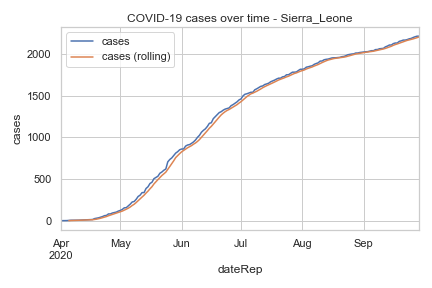 COVID-19 cases over time - Sierra_Leone
cases
cases (rolling)
2000
1500
1000
500
0
cases
Apr
2020
May
Jun
Jul
Aug
Sep
dateRep